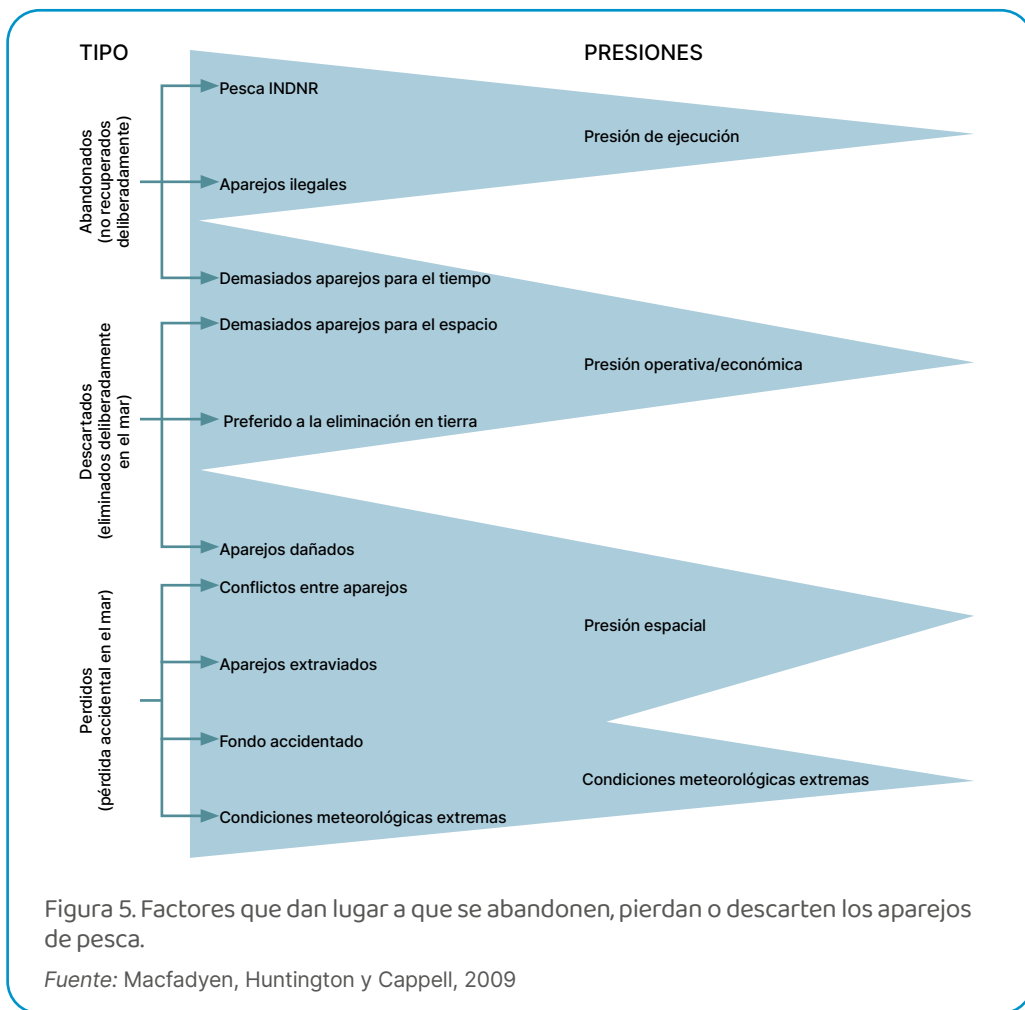 TIPO
PRESIONES
Abandonados
(no recuperados
deliberadamente)
Pesca INDNR
Aparejos ilegales
Demasiados aparejos para el tiempo
Presión de ejecución
Descartados
(eliminados deliberadamente
en el mar)
Demasiados aparejos para el espacio
Preferido a la eliminación en tierra
Aparejos dañados
Presión operativa/económica
Perdidos
(pérdida accidental en el mar)
Conflictos entre aparejos
Aparejos extraviados
Fondo accidentado
Condiciones meteorológicas extremas
Presión espacial
Condiciones meteorológicas extremas
Figura 5. Factores que dan lugar a que se abandonen, pierdan o descarten los aparejos
de pesca.
Fuente: Macfadyen, Huntington y Cappell, 2009